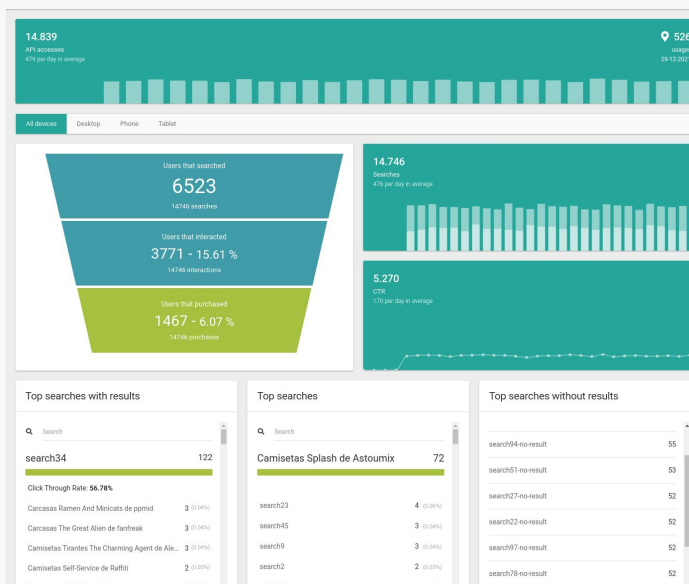 14.839
API accesses
479 per day in average
526
usages
29-12-2021
All devices Desktop Phone Tablet
Users that searched
6523
14746 searches
Users that interacted
3771 - 15.61 %
14746 interactions
Users that purchased
1467 - 6.07 %
14746 purchases
14.746
Searches
476 per day in average
5.270
CTR
170 per day in average
Top searches with results
Search
search34 122
Click Through Rate: 56.78%
Carcasas Ramen And Minicats de ppmid 3 (0.04%)
Carcasas The Great Alien de fanfreak 3 (0.04%)
Camisetas Tirantes The Charming Agent de Ale... 3 (0.04%)
Camisetas Self-Service de Raffiti 2 (0.03%)
Top searches
Search
Camisetas Splash de Astoumix 72
search23 4 (0.06%)
search45 3 (0.04%)
search9 3 (0.04%)
search2 2 (0.03%)
Top searches without results
search94-no-result 55
search51-no-result 53
search27-no-result 52
search22-no-result 52
search97-no-result 52
search78-no-result 52